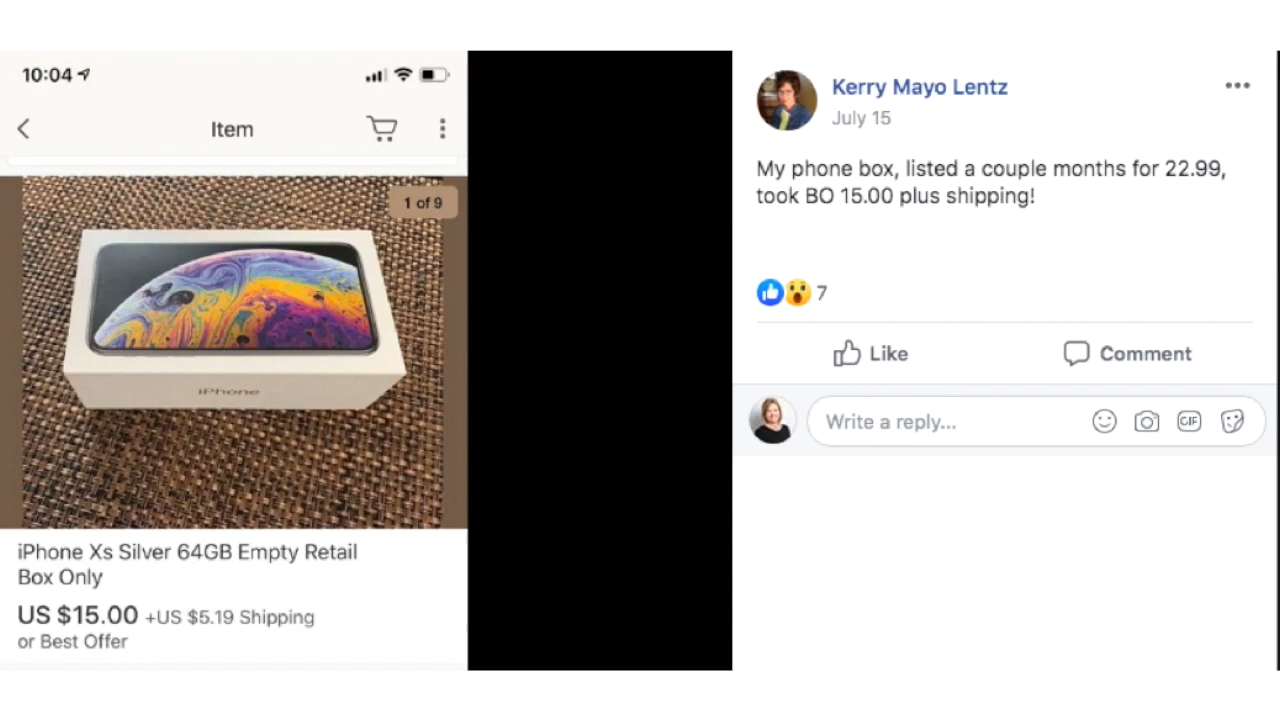 10:04
Item
1 of 9
iPhone
iPhone Xs Silver 64GB Empty Retail
Box Only
US $15.00 +US $5.19 Shipping
or Best Offer
Kerry Mayo Lentz
July 15
My phone box, listed a couple months for 22.99,
took BO 15.00 plus shipping!
7
Like
Comment
Write a reply...
GIF